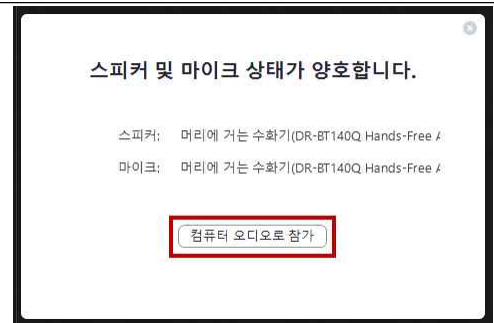 스피커 및 마이크 상태가 양호합니다.
스피커: 머리에 거는 수화기(DR-BT140Q Hands-Free
마이크: 머리에 거는 수화기(DR-BT140Q Hands-Free
컴퓨터 오디오로 참가